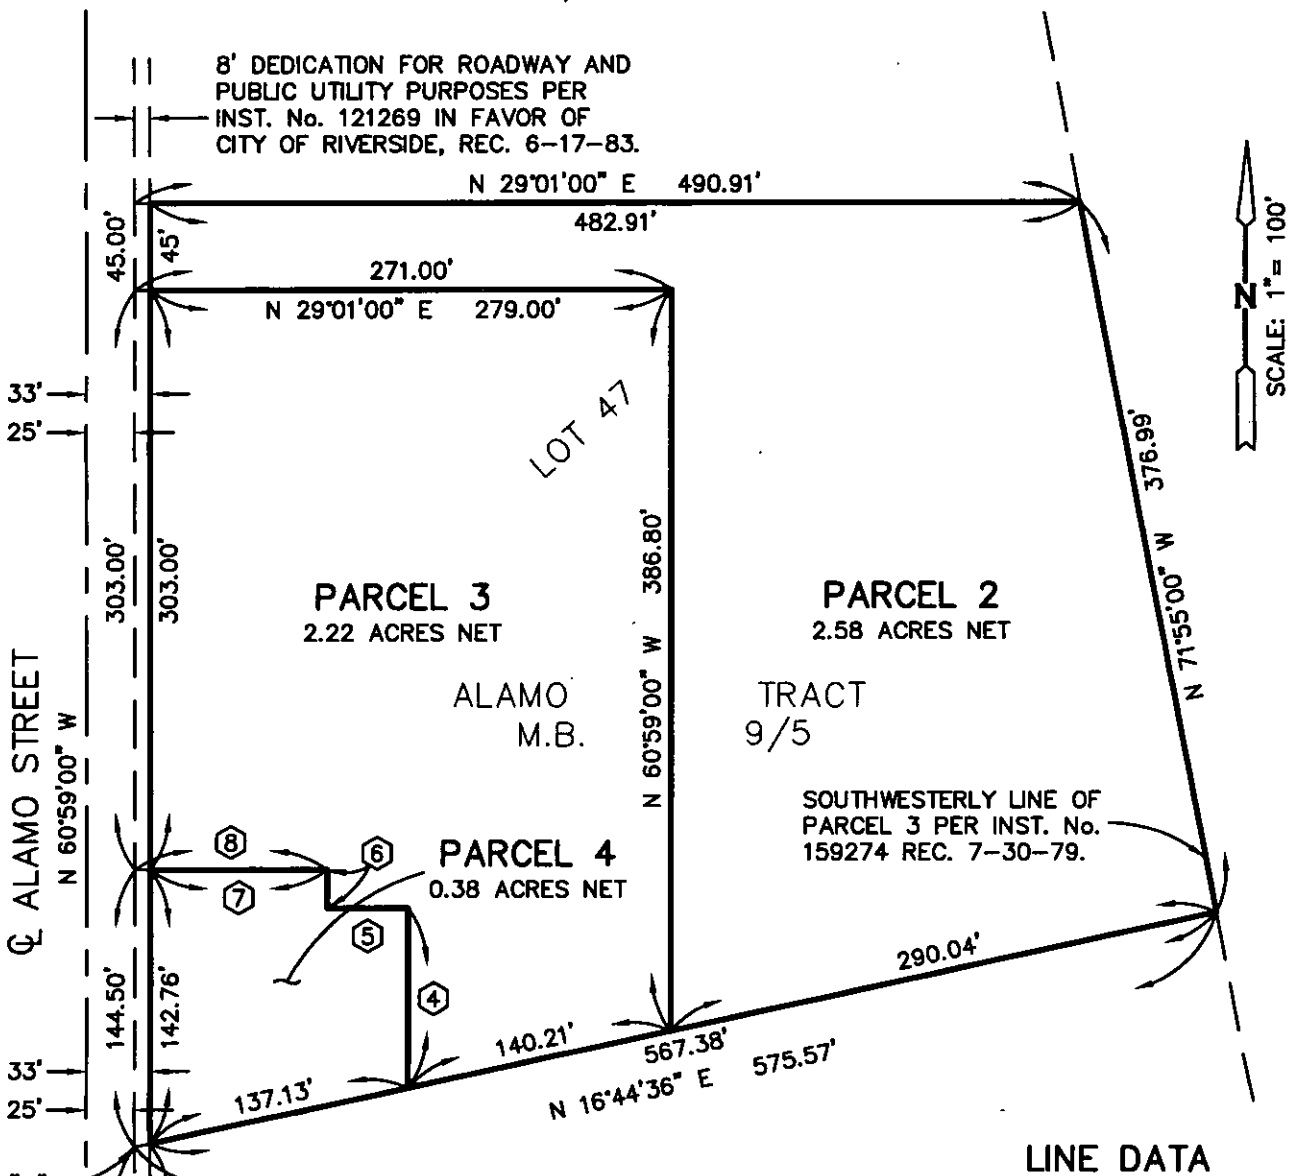 8' DEDICATION FOR ROADWAY AND
PUBLIC UTILITY PURPOSES PER
INST. No. 121269 IN FAVOR OF
CITY OF RIVERSIDE, REC. 6-17-83.
N 29°01'00" E 490.91'
482.91'
45.00'
45'
271.00'
N 29°01'00" E 279.00'
SCALE: 1"= 100'
N
33'
25'
LOT 47
376.99'
N 71°55'00" W
303.00'
303.00'
386.80'
N 60°59'00" W
PARCEL 3
2.22 ACRES NET
PARCEL 2
2.58 ACRES NET
ALAMO TRACT
M.B. 9/5
℄ ALAMO STREET
N 60°59'00" W
SOUTHWESTERLY LINE OF
PARCEL 3 PER INST. No.
159274 REC. 7-30-79.
8
6
7
PARCEL 4
0.38 ACRES NET
5
4
290.04'
144.50'
142.76'
140.21'
567.38'
N 16°44'36" E 575.57'
33'
25'
137.13'
LINE DATA